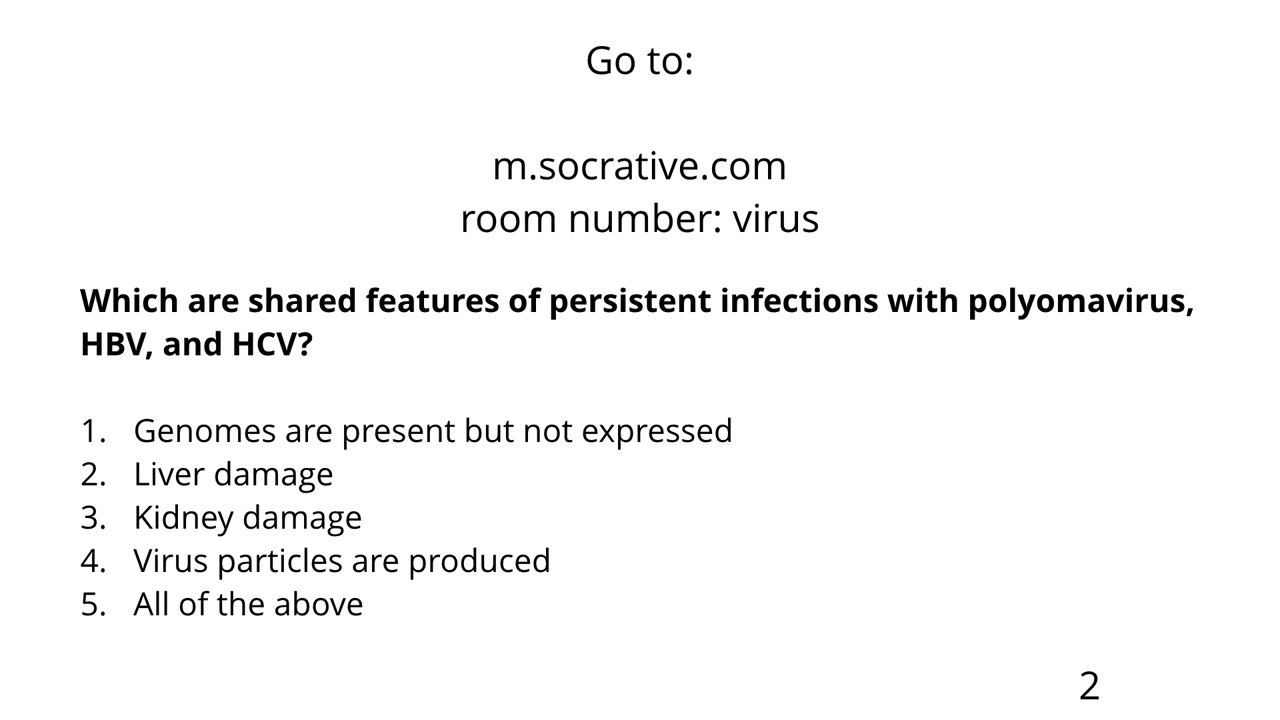 Go to:
m.socrative.com
room number: virus
Which are shared features of persistent infections with polyomavirus,
HBV, and HCV?
1. Genomes are present but not expressed
2. Liver damage
3. Kidney damage
4. Virus particles are produced
5. All of the above
2